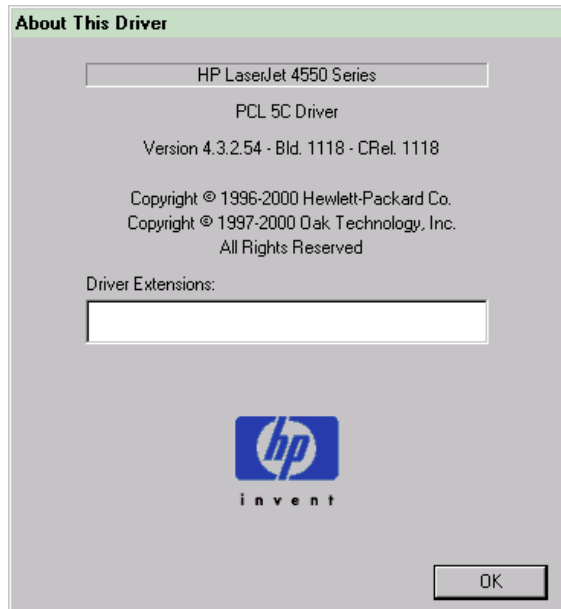 About This Driver
HP LaserJet 4550 Series
PCL 5C Driver
Version 4.3.2.54 - Bld. 1118 - CRel. 1118
Copyright © 1996-2000 Hewlett-Packard Co.
Copyright © 1997-2000 Oak Technology, Inc.
All Rights Reserved
Driver Extensions:
hp
invent
OK